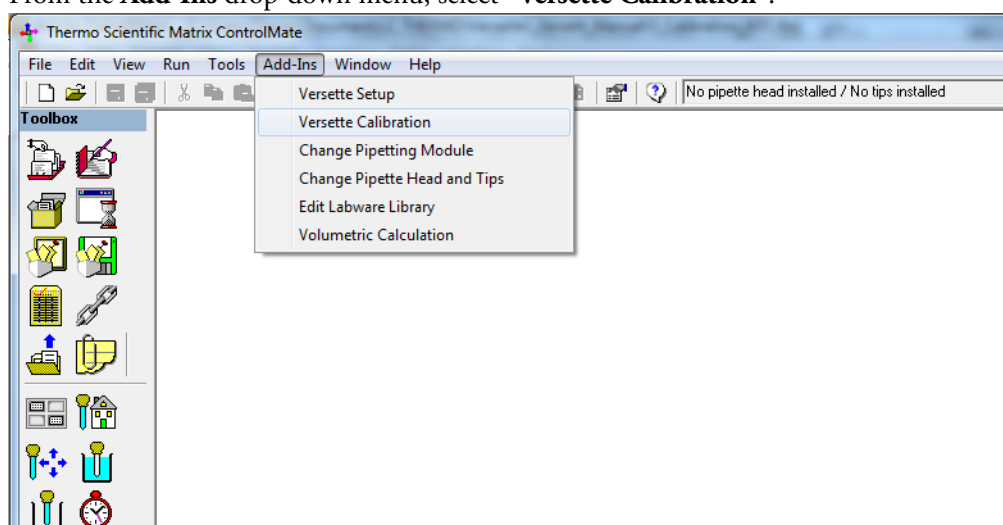 From the Add-Ins drop-down menu, select "Versette Calibration".
Thermo Scientific Matrix ControlMate
File Edit View Run Tools Add-Ins Window Help
No pipette head installed / No tips installed
Toolbox
Versette Setup
Versette Calibration
Change Pipetting Module
Change Pipette Head and Tips
Edit Labware Library
Volumetric Calculation